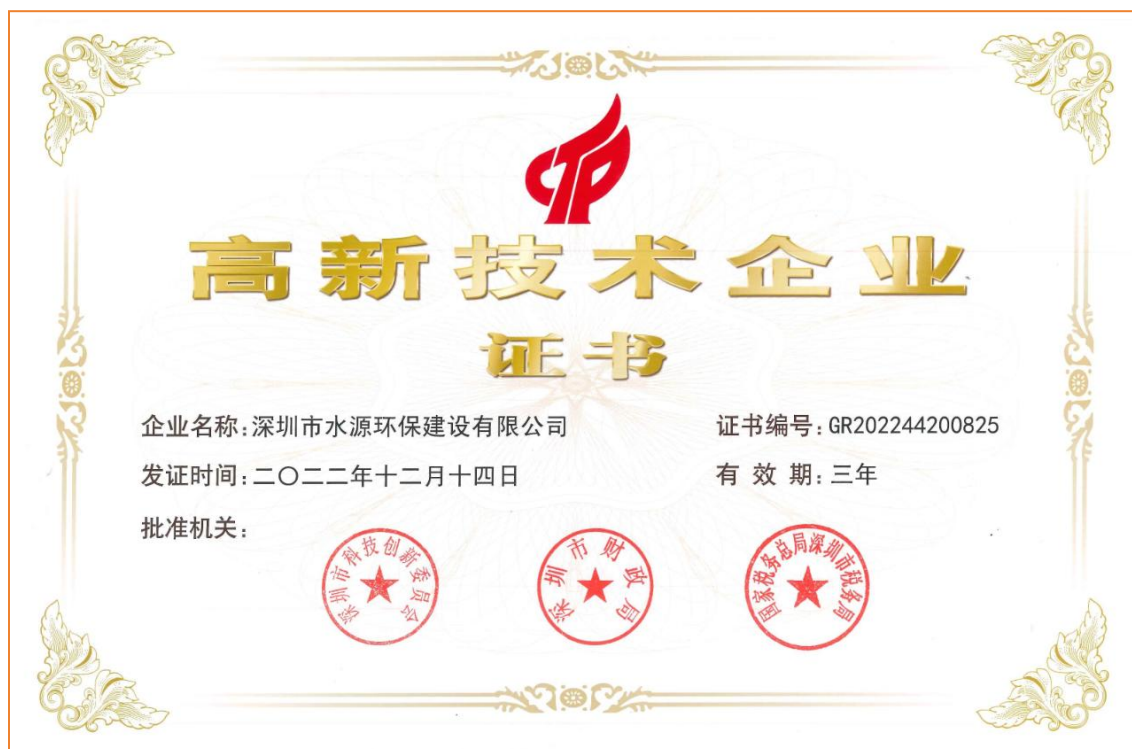 CTP
高新技术企业
证书
企业名称:深圳市水源环保建设有限公司
证书编号:GR202244200825
发证时间:二〇二二年十二月十四日
有效期:三年
批准机关:
深圳市科技创新委员会
深圳市财政局
国家税务总局深圳市税务局